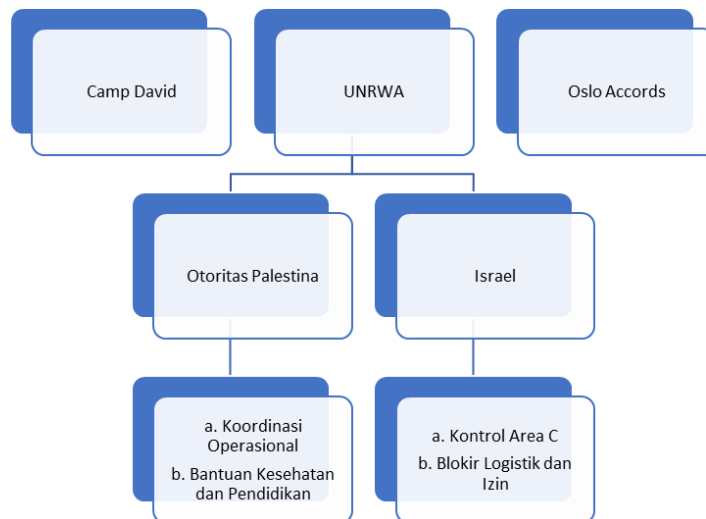 Camp David
UNRWA
Oslo Accords
Otoritas Palestina
Israel
a. Koordinasi
Operasional
b. Bantuan Kesehatan
dan Pendidikan
a. Kontrol Area C
b. Blokir Logistik dan
Izin